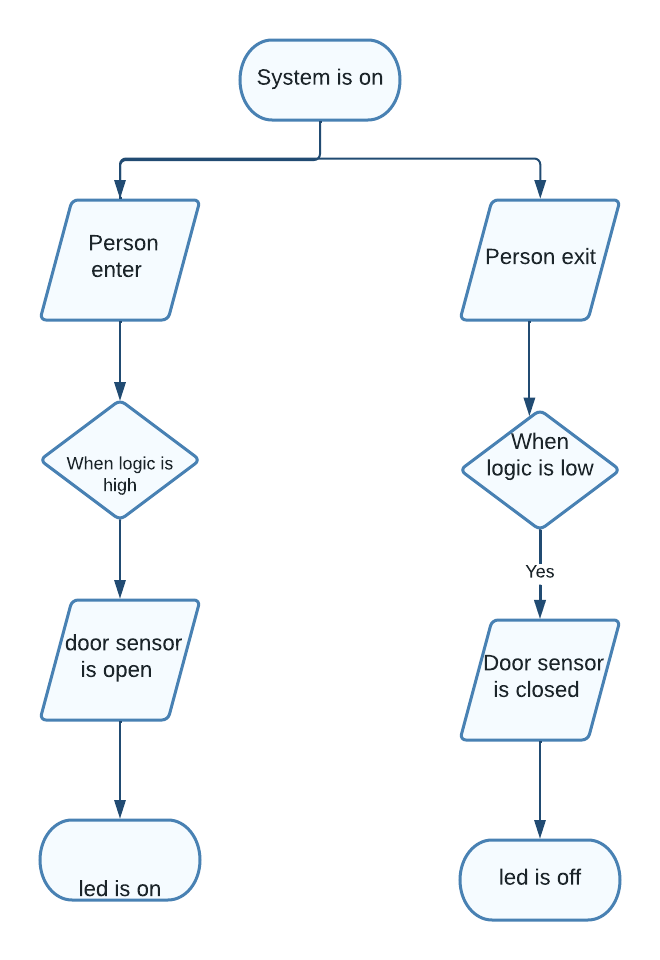 System is on
Person
enter
Person exit
When logic is
high
When
logic is low
Yes
door sensor
is open
Door sensor
is closed
led is on
led is off